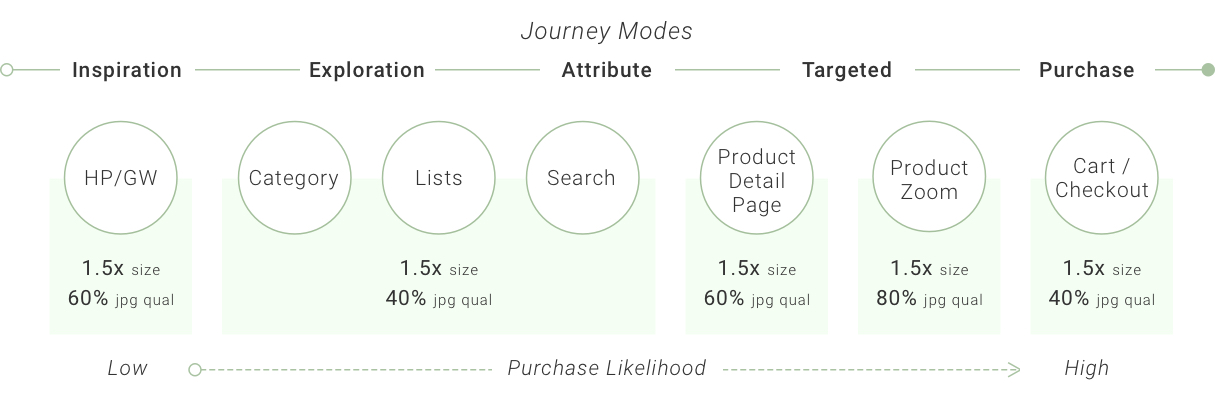 Journey Modes
Inspiration Exploration Attribute Targeted Purchase
HP/GW Category Lists Search Product Detail Page Product Zoom Cart / Checkout
1.5x size 1.5x size 1.5x size 1.5x size 1.5x size
60% jpg qual 40% jpg qual 60% jpg qual 80% jpg qual 40% jpg qual
Low Purchase Likelihood High